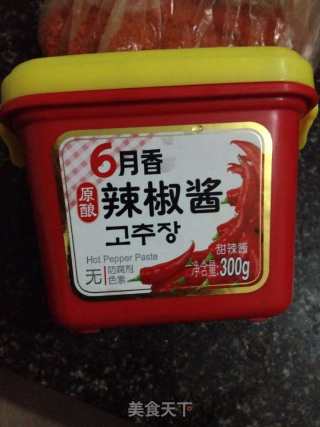 6月香
原酿
辣椒酱
고추장
Hot Pepper Paste
无 防腐剂
色素
甜辣酱
净含量:300g
美食天下